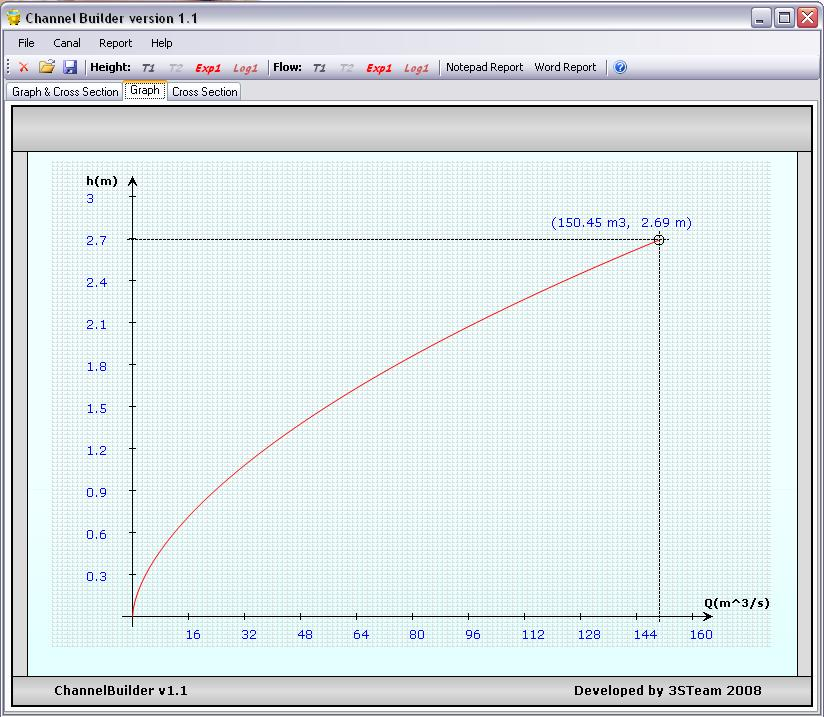 Channel Builder version 1.1
File Canal Report Help
Height: T1 T2 Exp1 Log1 Flow: T1 T2 Exp1 Log1 Notepad Report Word Report ?
Graph & Cross Section Graph Cross Section
h(m)
3
(150.45 m3, 2.69 m)
2.7
2.4
2.1
1.8
1.5
1.2
0.9
0.6
0.3
Q(m^3/s)
16 32 48 64 80 96 112 128 144 160
ChannelBuilder v1.1 Developed by 3STeam 2008